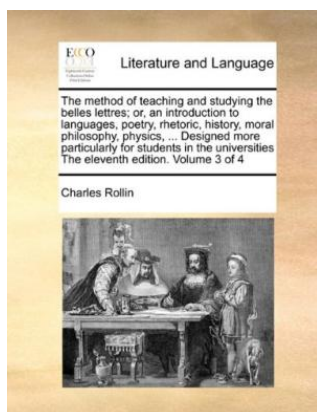 ECCO
Literature and Language
The method of teaching and studying the
belles lettres; or, an introduction to
languages, poetry, rhetoric, history, moral
philosophy, physics, ... Designed more
particularly for students in the universities
The eleventh edition. Volume 3 of 4
Charles Rollin